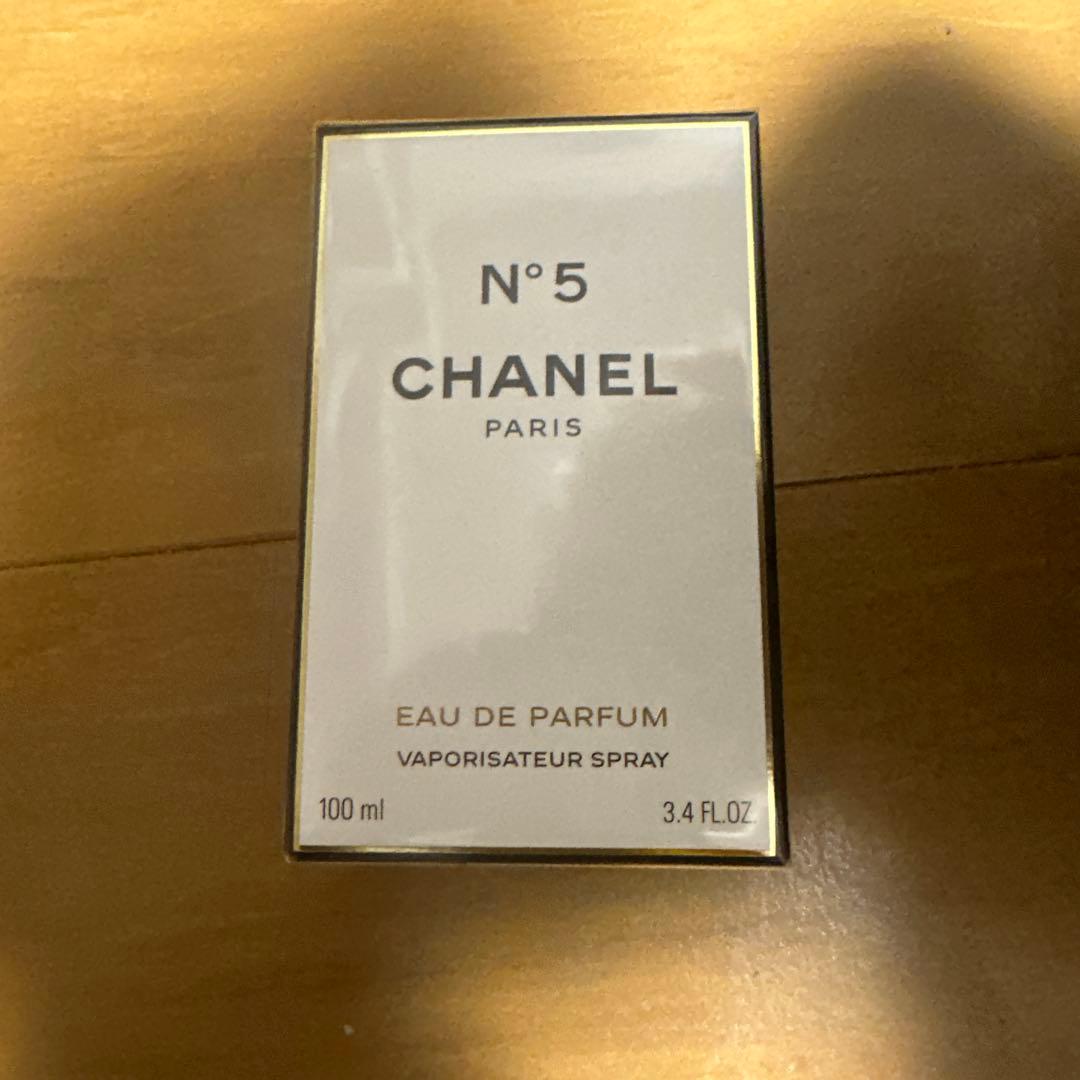 N°5
CHANEL
PARIS
EAU DE PARFUM
VAPORISATEUR SPRAY
100 ml
3.4 FL.OZ.